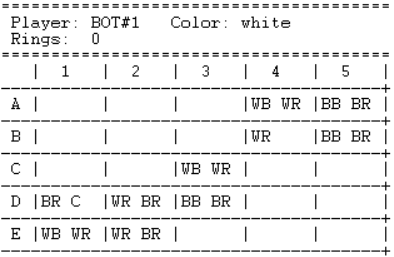 ==========================================
Player: BOT#1   Color: white
Rings:  0
==========================================
  |  1   |  2   |  3   |  4   |  5   |
-----------------------------------------+
A |      |      |      |WB WR |BB BR |
-----------------------------------------+
B |      |      |      |WR    |BB BR |
-----------------------------------------+
C |      |      |WB WR |      |      |
-----------------------------------------+
D |BR C  |WR BR |BB BR |      |      |
-----------------------------------------+
E |WB WR |WR BR |      |      |      |
-----------------------------------------+